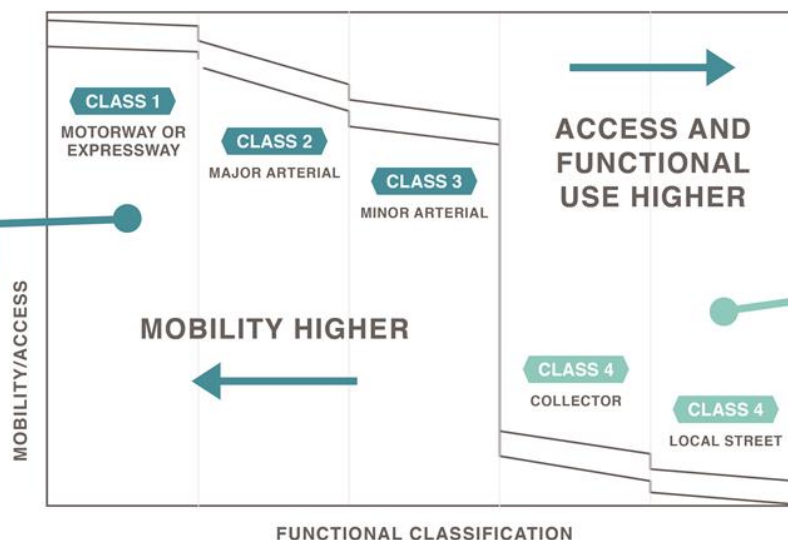 CLASS 1
MOTORWAY OR
EXPRESSWAY
CLASS 2
MAJOR ARTERIAL
CLASS 3
MINOR ARTERIAL
ACCESS AND
FUNCTIONAL
USE HIGHER
MOBILITY HIGHER
CLASS 4
COLLECTOR
CLASS 4
LOCAL STREET
MOBILITY/ACCESS
FUNCTIONAL CLASSIFICATION